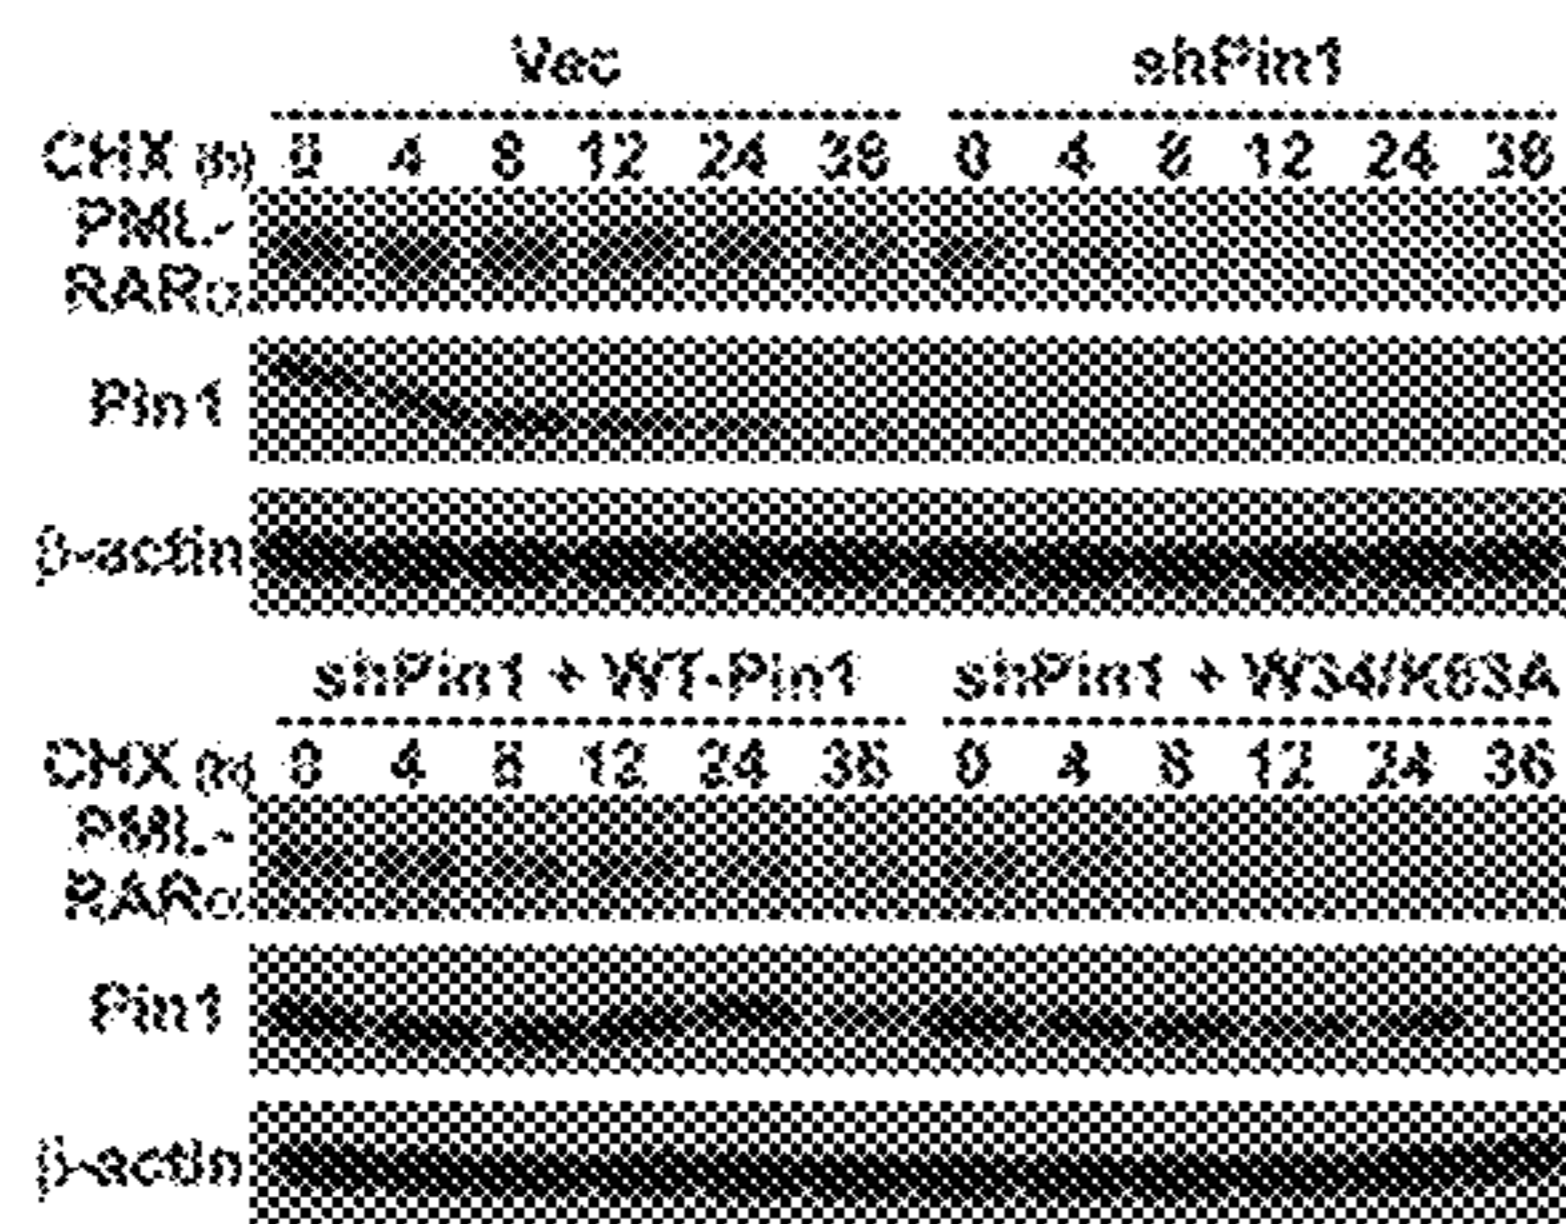 Vec shPin1
CHX (h) 0 4 8 12 24 36 0 4 8 12 24 36
PML-
RARα
Pin1
β-actin
shPin1 + WT-Pin1 shPin1 + W34/K63A
CHX (h) 0 4 8 12 24 36 0 4 8 12 24 36
PML-
RARα
Pin1
β-actin